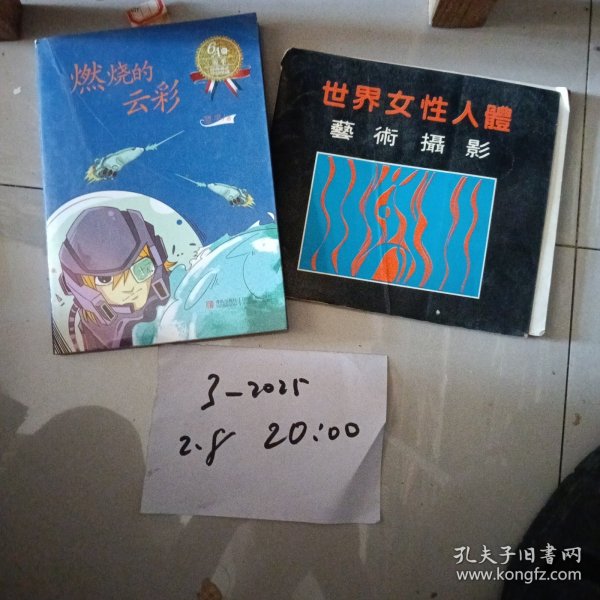 燃烧的
云彩
世界女性人體
藝術攝影
3-2025
2.8 20:00
孔夫子旧书网
www.kongfz.com